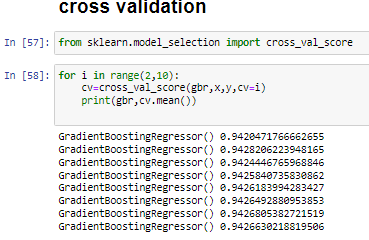 cross validation
In [57]: from sklearn.model_selection import cross_val_score
In [58]: for i in range(2,10):
    cv=cross_val_score(gbr,x,y,cv=i)
    print(gbr,cv.mean())
GradientBoostingRegressor() 0.9420471766662655
GradientBoostingRegressor() 0.9428206223948165
GradientBoostingRegressor() 0.9424446765968846
GradientBoostingRegressor() 0.9425840735830862
GradientBoostingRegressor() 0.9426183994283427
GradientBoostingRegressor() 0.9426492880953853
GradientBoostingRegressor() 0.9426805382721519
GradientBoostingRegressor() 0.9426630218819506